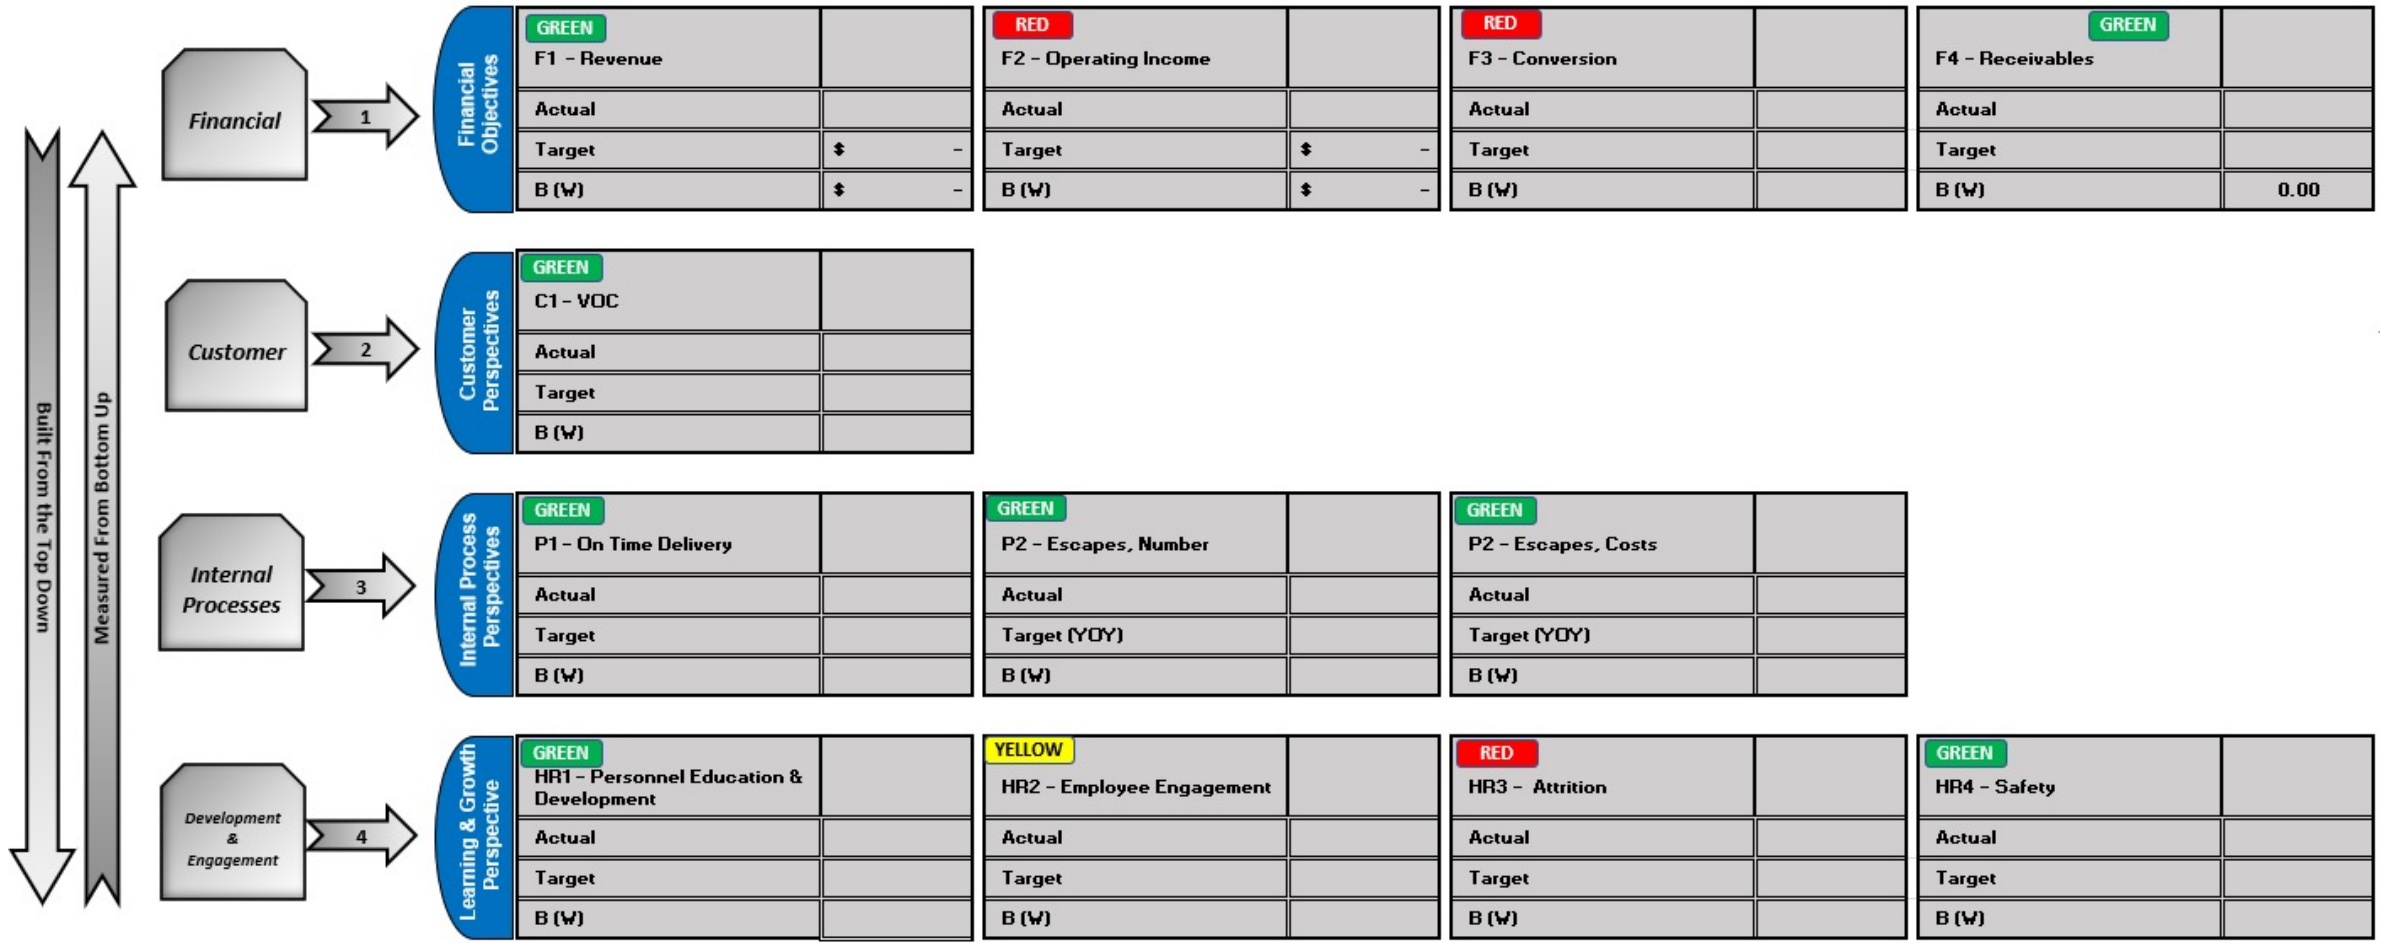 Built From the Top Down
Measured From Bottom Up
Financial
1
Financial
Objectives
GREEN
F1 - Revenue
Actual
Target $ -
B (W) $ -
RED
F2 - Operating Income
Actual
Target $ -
B (W) $ -
RED
F3 - Conversion
Actual
Target
B (W)
GREEN
F4 - Receivables
Actual
Target
B (W) 0.00
Customer
2
Customer
Perspectives
GREEN
C1 - VOC
Actual
Target
B (W)
Internal
Processes
3
Internal Process
Perspectives
GREEN
P1 - On Time Delivery
Actual
Target
B (W)
GREEN
P2 - Escapes, Number
Actual
Target (YOY)
B (W)
GREEN
P2 - Escapes, Costs
Actual
Target (YOY)
B (W)
Development
&
Engagement
4
Learning & Growth
Perspective
GREEN
HR1 - Personnel Education &
Development
Actual
Target
B (W)
YELLOW
HR2 - Employee Engagement
Actual
Target
B (W)
RED
HR3 - Attrition
Actual
Target
B (W)
GREEN
HR4 - Safety
Actual
Target
B (W)